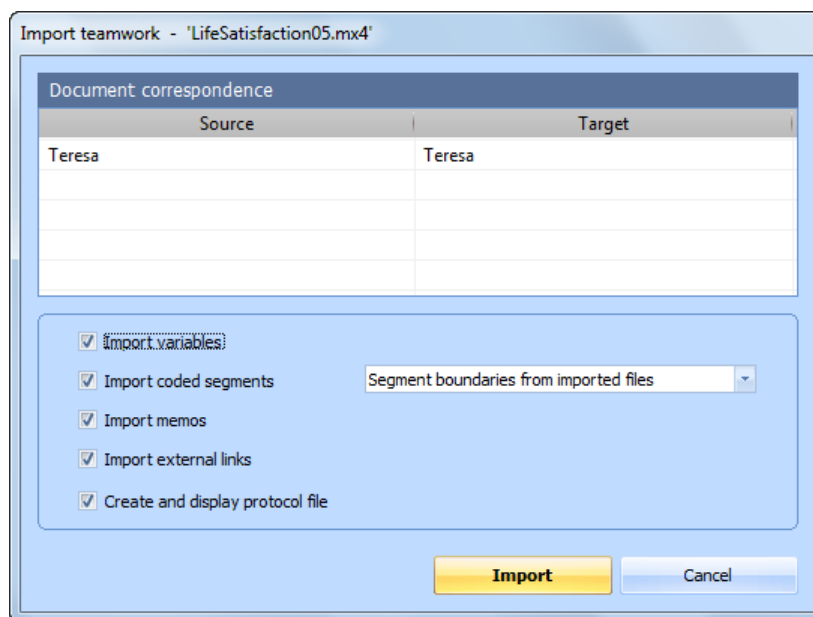 Import teamwork - 'LifeSatisfaction05.mx4'
Document correspondence
Source Target
Teresa Teresa
Import variables
Import coded segments Segment boundaries from imported files
Import memos
Import external links
Create and display protocol file
Import Cancel